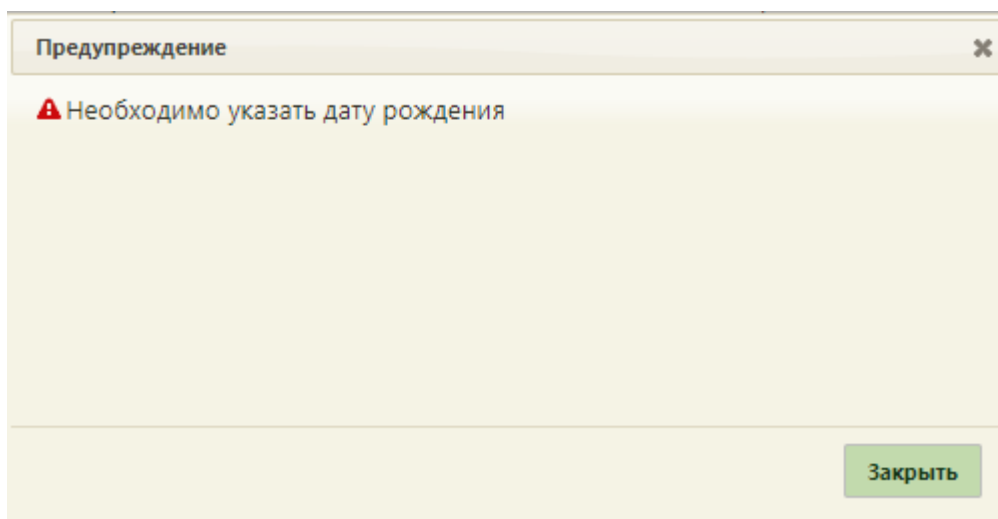 Предупреждение
Необходимо указать дату рождения
Закрыть